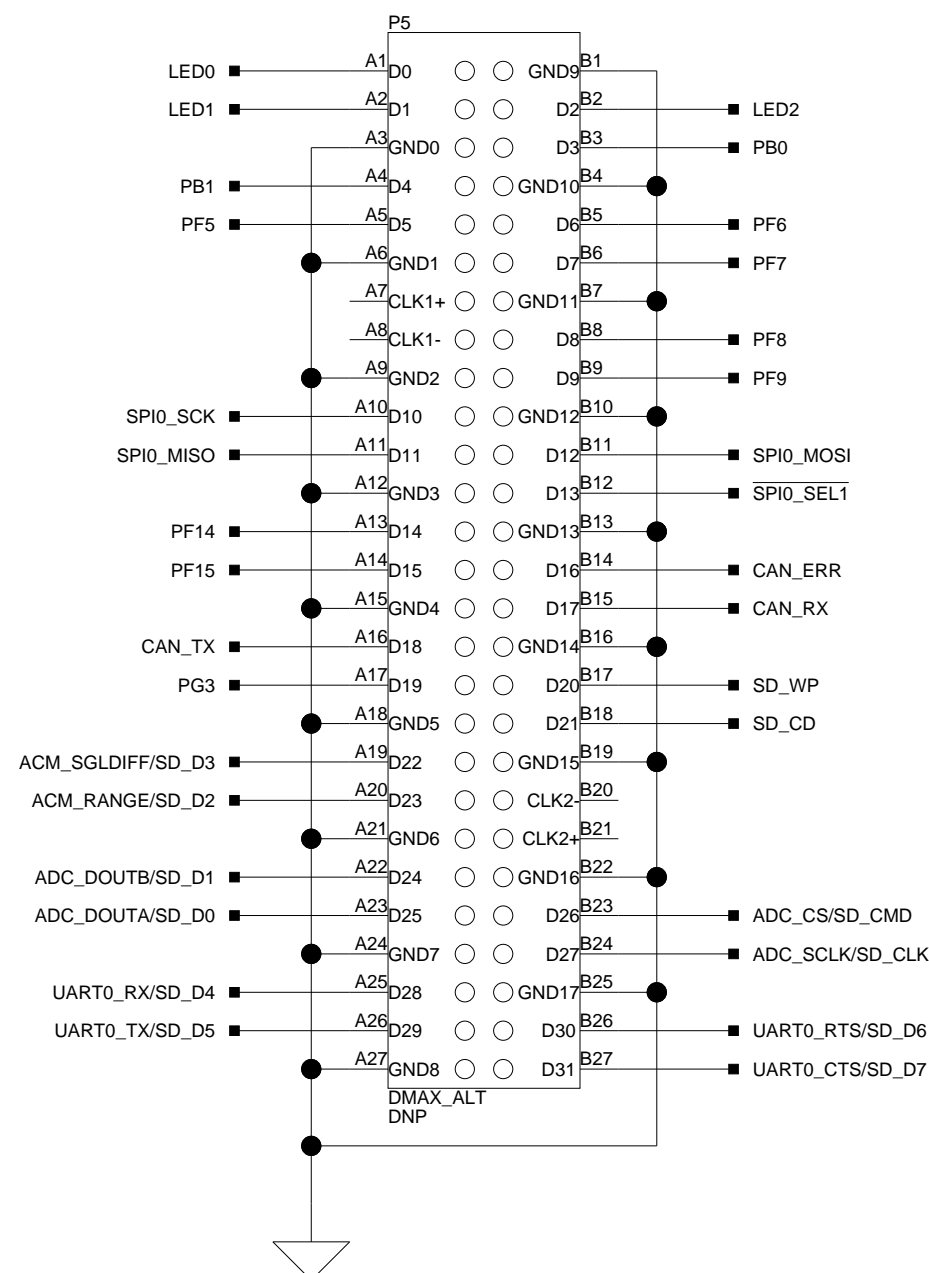 P5
LED0 A1 D0 GND9 B1
LED1 A2 D1 D2 B2 LED2
A3 GND0 D3 B3 PB0
PB1 A4 D4 GND10 B4
PF5 A5 D5 D6 B5 PF6
A6 GND1 D7 B6 PF7
A7 CLK1+ GND11 B7
A8 CLK1- D8 B8 PF8
A9 GND2 D9 B9 PF9
SPI0_SCK A10 D10 GND12 B10
SPI0_MISO A11 D11 D12 B11 SPI0_MOSI
A12 GND3 D13 B12 SPI0_SEL1
PF14 A13 D14 GND13 B13
PF15 A14 D15 D16 B14 CAN_ERR
A15 GND4 D17 B15 CAN_RX
CAN_TX A16 D18 GND14 B16
PG3 A17 D19 D20 B17 SD_WP
A18 GND5 D21 B18 SD_CD
ACM_SGLDIFF/SD_D3 A19 D22 GND15 B19
ACM_RANGE/SD_D2 A20 D23 CLK2- B20
A21 GND6 CLK2+ B21
ADC_DOUTB/SD_D1 A22 D24 GND16 B22
ADC_DOUTA/SD_D0 A23 D25 D26 B23 ADC_CS/SD_CMD
A24 GND7 D27 B24 ADC_SCLK/SD_CLK
UART0_RX/SD_D4 A25 D28 GND17 B25
UART0_TX/SD_D5 A26 D29 D30 B26 UART0_RTS/SD_D6
A27 GND8 D31 B27 UART0_CTS/SD_D7
DMAX_ALT
DNP